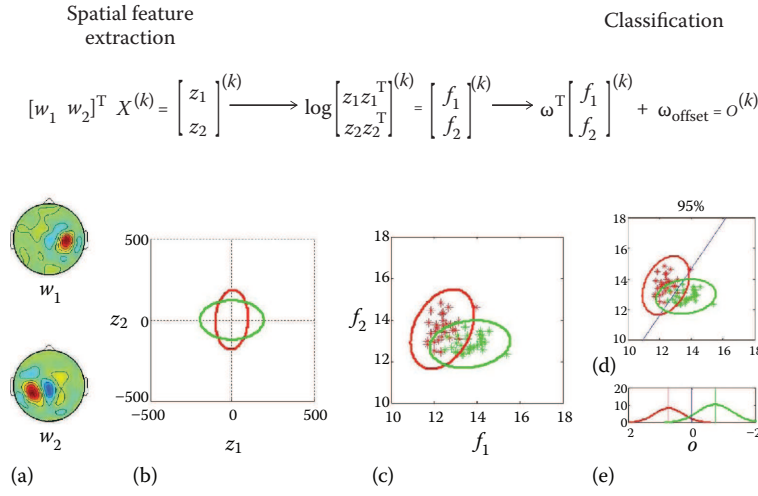 Spatial feature
extraction
Classification
[w₁ w₂]ᵀ X⁽ᵏ⁾ = [z₁ z₂]⁽ᵏ⁾ → log[z₁z₁ᵀ z₂z₂ᵀ]⁽ᵏ⁾ = [f₁ f₂]⁽ᵏ⁾ → ωᵀ[f₁ f₂]⁽ᵏ⁾ + ω_offset = O⁽ᵏ⁾
w₁
w₂
(a)
500
z₂ 0
−500
−500 0 500
z₁
(b)
18
16
f₂ 14
12
10
10 12 14 16 18
f₁
(c)
95%
18
16
14
12
10
10 12 14 16 18
(d)
20
10
0
2 0 −2
o
(e)